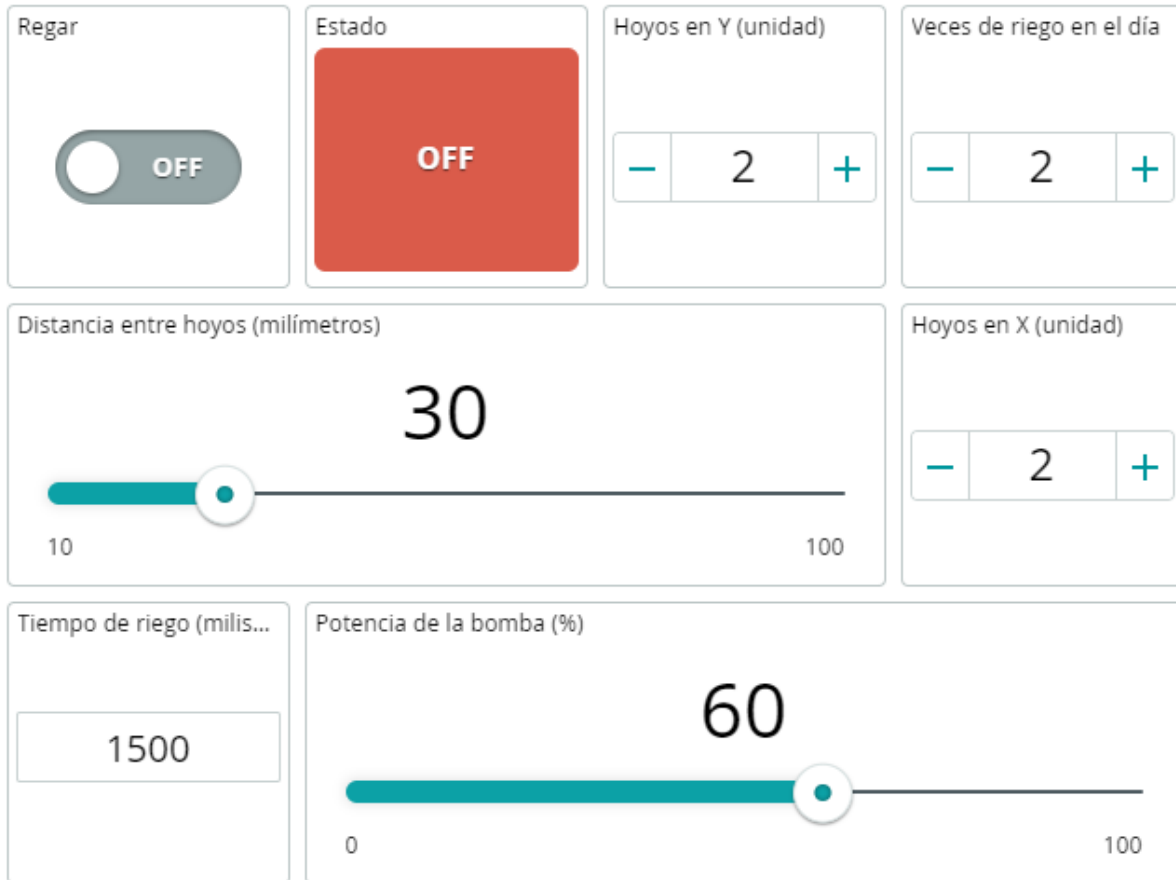 Regar
OFF
Estado
OFF
Hoyos en Y (unidad)
− 2 +
Veces de riego en el día
− 2 +
Distancia entre hoyos (milímetros)
30
10 100
Hoyos en X (unidad)
− 2 +
Tiempo de riego (milis...
1500
Potencia de la bomba (%)
60
0 100